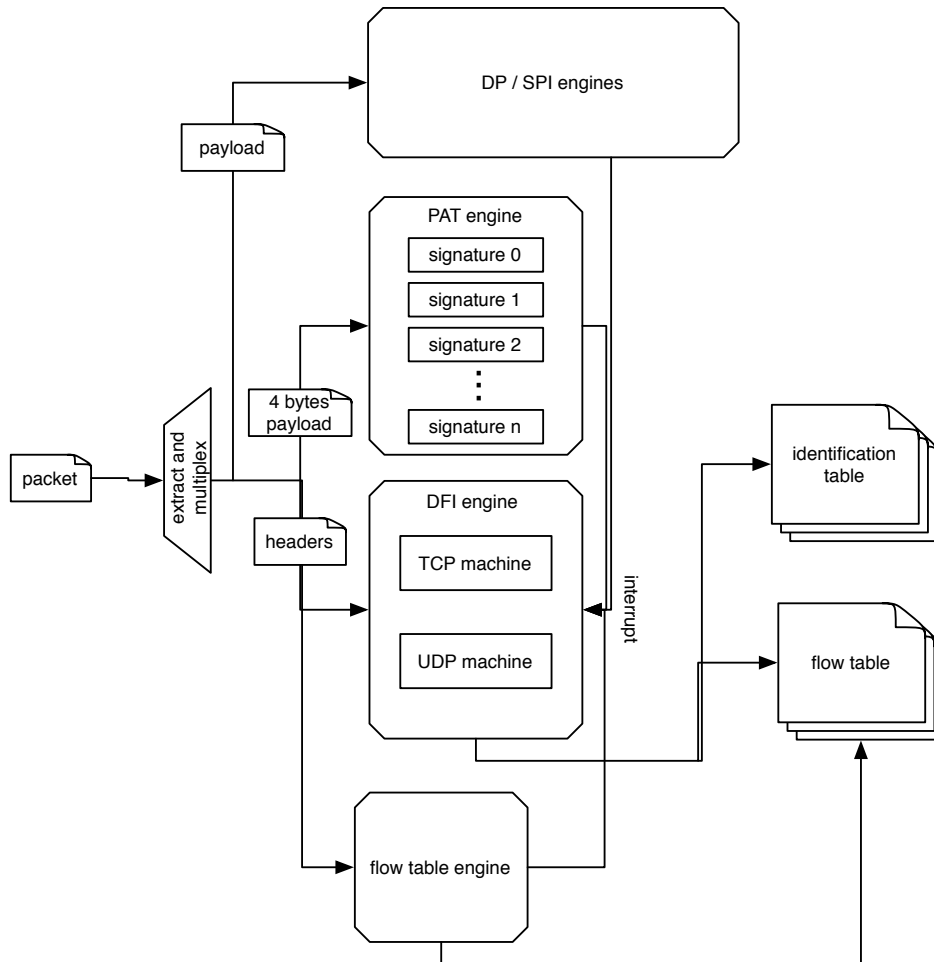 DP / SPI engines
payload
PAT engine
signature 0
signature 1
signature 2
signature n
4 bytes
payload
packet
extract and
multiplex
headers
DFI engine
TCP machine
UDP machine
interrupt
identification
table
flow table
flow table engine